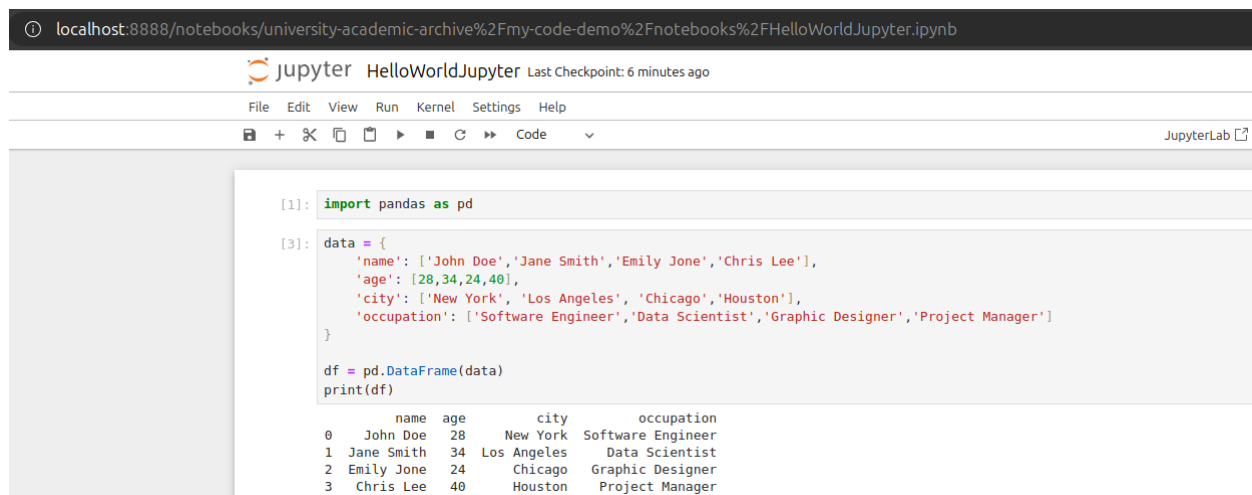 localhost:8888/notebooks/university-academic-archive%2Fmy-code-demo%2Fnotebooks%2FHelloWorldJupyter.ipynb
jupyter HelloWorldJupyter Last Checkpoint: 6 minutes ago
File Edit View Run Kernel Settings Help
Code JupyterLab
[1]: import pandas as pd
[3]: data = {
    'name': ['John Doe','Jane Smith','Emily Jone','Chris Lee'],
    'age': [28,34,24,40],
    'city': ['New York', 'Los Angeles', 'Chicago','Houston'],
    'occupation': ['Software Engineer','Data Scientist','Graphic Designer','Project Manager']
}
df = pd.DataFrame(data)
print(df)
         name  age         city         occupation
0    John Doe   28     New York  Software Engineer
1  Jane Smith   34  Los Angeles     Data Scientist
2  Emily Jone   24      Chicago   Graphic Designer
3   Chris Lee   40      Houston    Project Manager